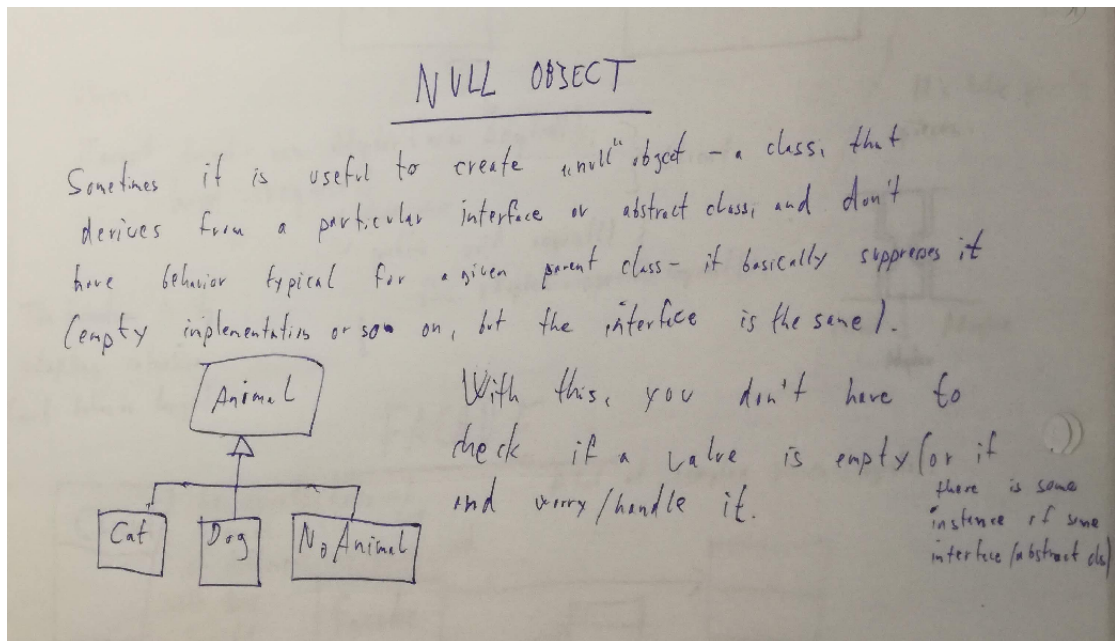 NULL OBJECT
Sometimes it is useful to create „null" object - a class, that
derives from a particular interface or abstract class, and don't
have behavior typical for a given parent class - it basically suppresses it
(empty implementation or so on, but the interface is the same).
Animal
Cat
Dog
No Animal
With this, you don't have to
check if a value is empty (or if
there is some
instance of some
interface/abstract cls)
and worry/handle it.